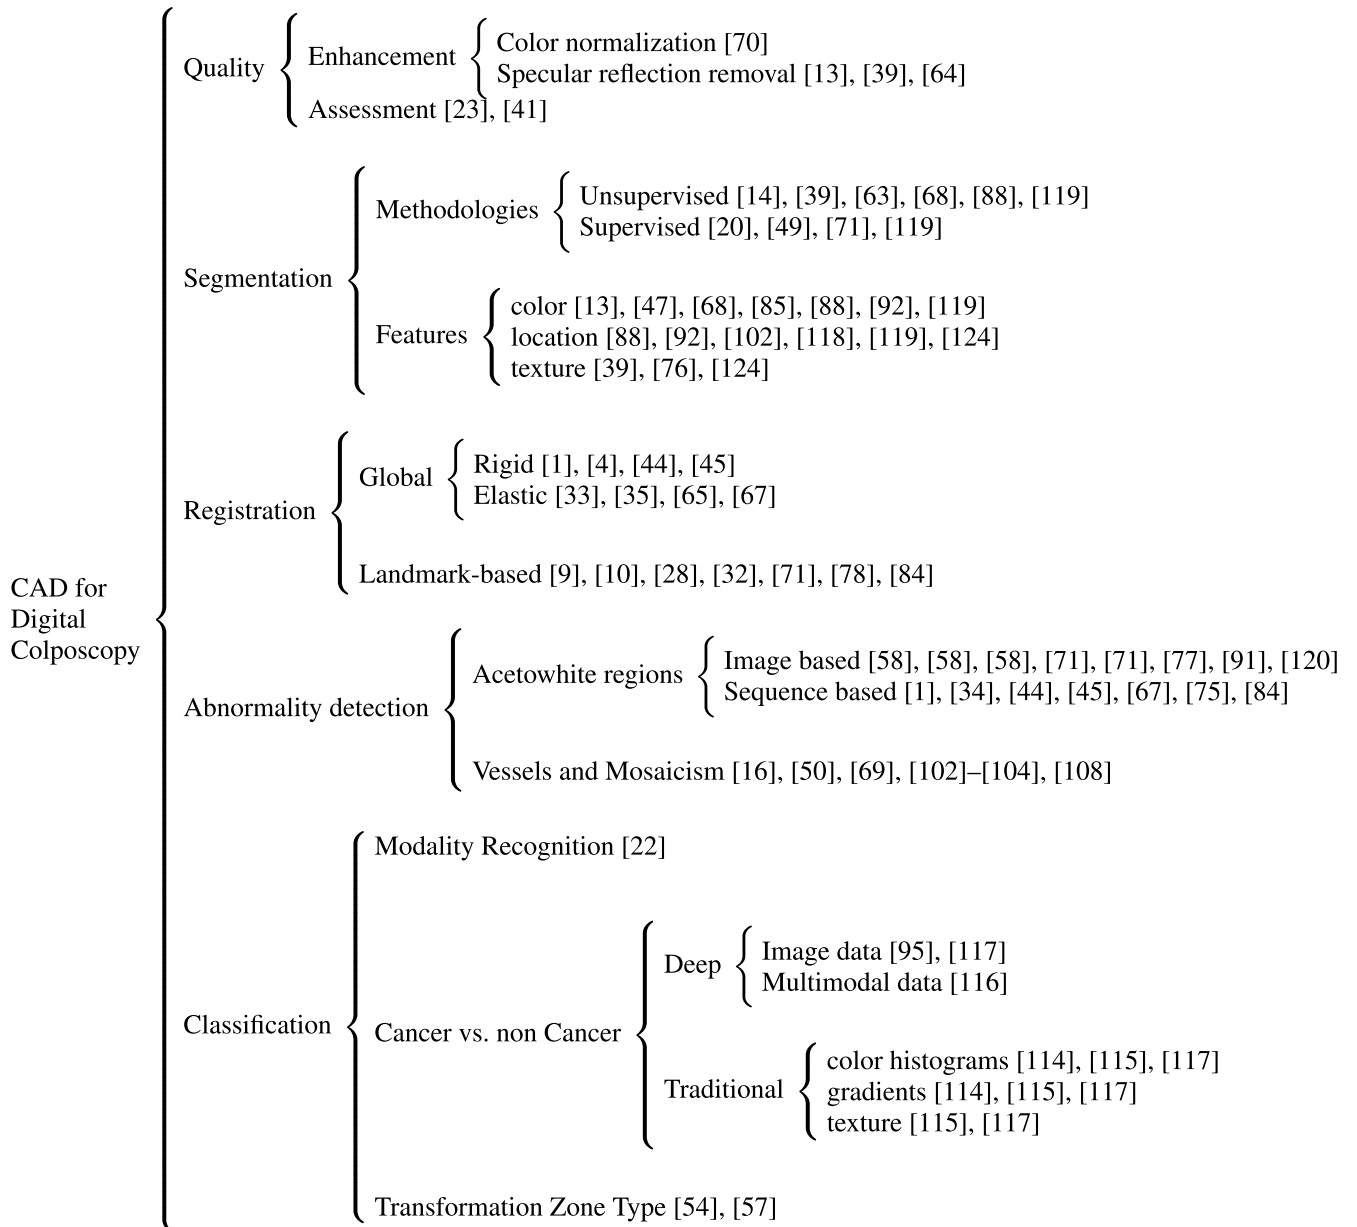 Quality
Enhancement
Color normalization [70]
Specular reflection removal [13], [39], [64]
Assessment [23], [41]
Segmentation
Methodologies
Unsupervised [14], [39], [63], [68], [88], [119]
Supervised [20], [49], [71], [119]
Features
color [13], [47], [68], [85], [88], [92], [119]
location [88], [92], [102], [118], [119], [124]
texture [39], [76], [124]
Registration
Global
Rigid [1], [4], [44], [45]
Elastic [33], [35], [65], [67]
Landmark-based [9], [10], [28], [32], [71], [78], [84]
CAD for
Digital
Colposcopy
Abnormality detection
Acetowhite regions
Image based [58], [58], [58], [71], [71], [77], [91], [120]
Sequence based [1], [34], [44], [45], [67], [75], [84]
Vessels and Mosaicism [16], [50], [69], [102]–[104], [108]
Classification
Modality Recognition [22]
Cancer vs. non Cancer
Deep
Image data [95], [117]
Multimodal data [116]
Traditional
color histograms [114], [115], [117]
gradients [114], [115], [117]
texture [115], [117]
Transformation Zone Type [54], [57]